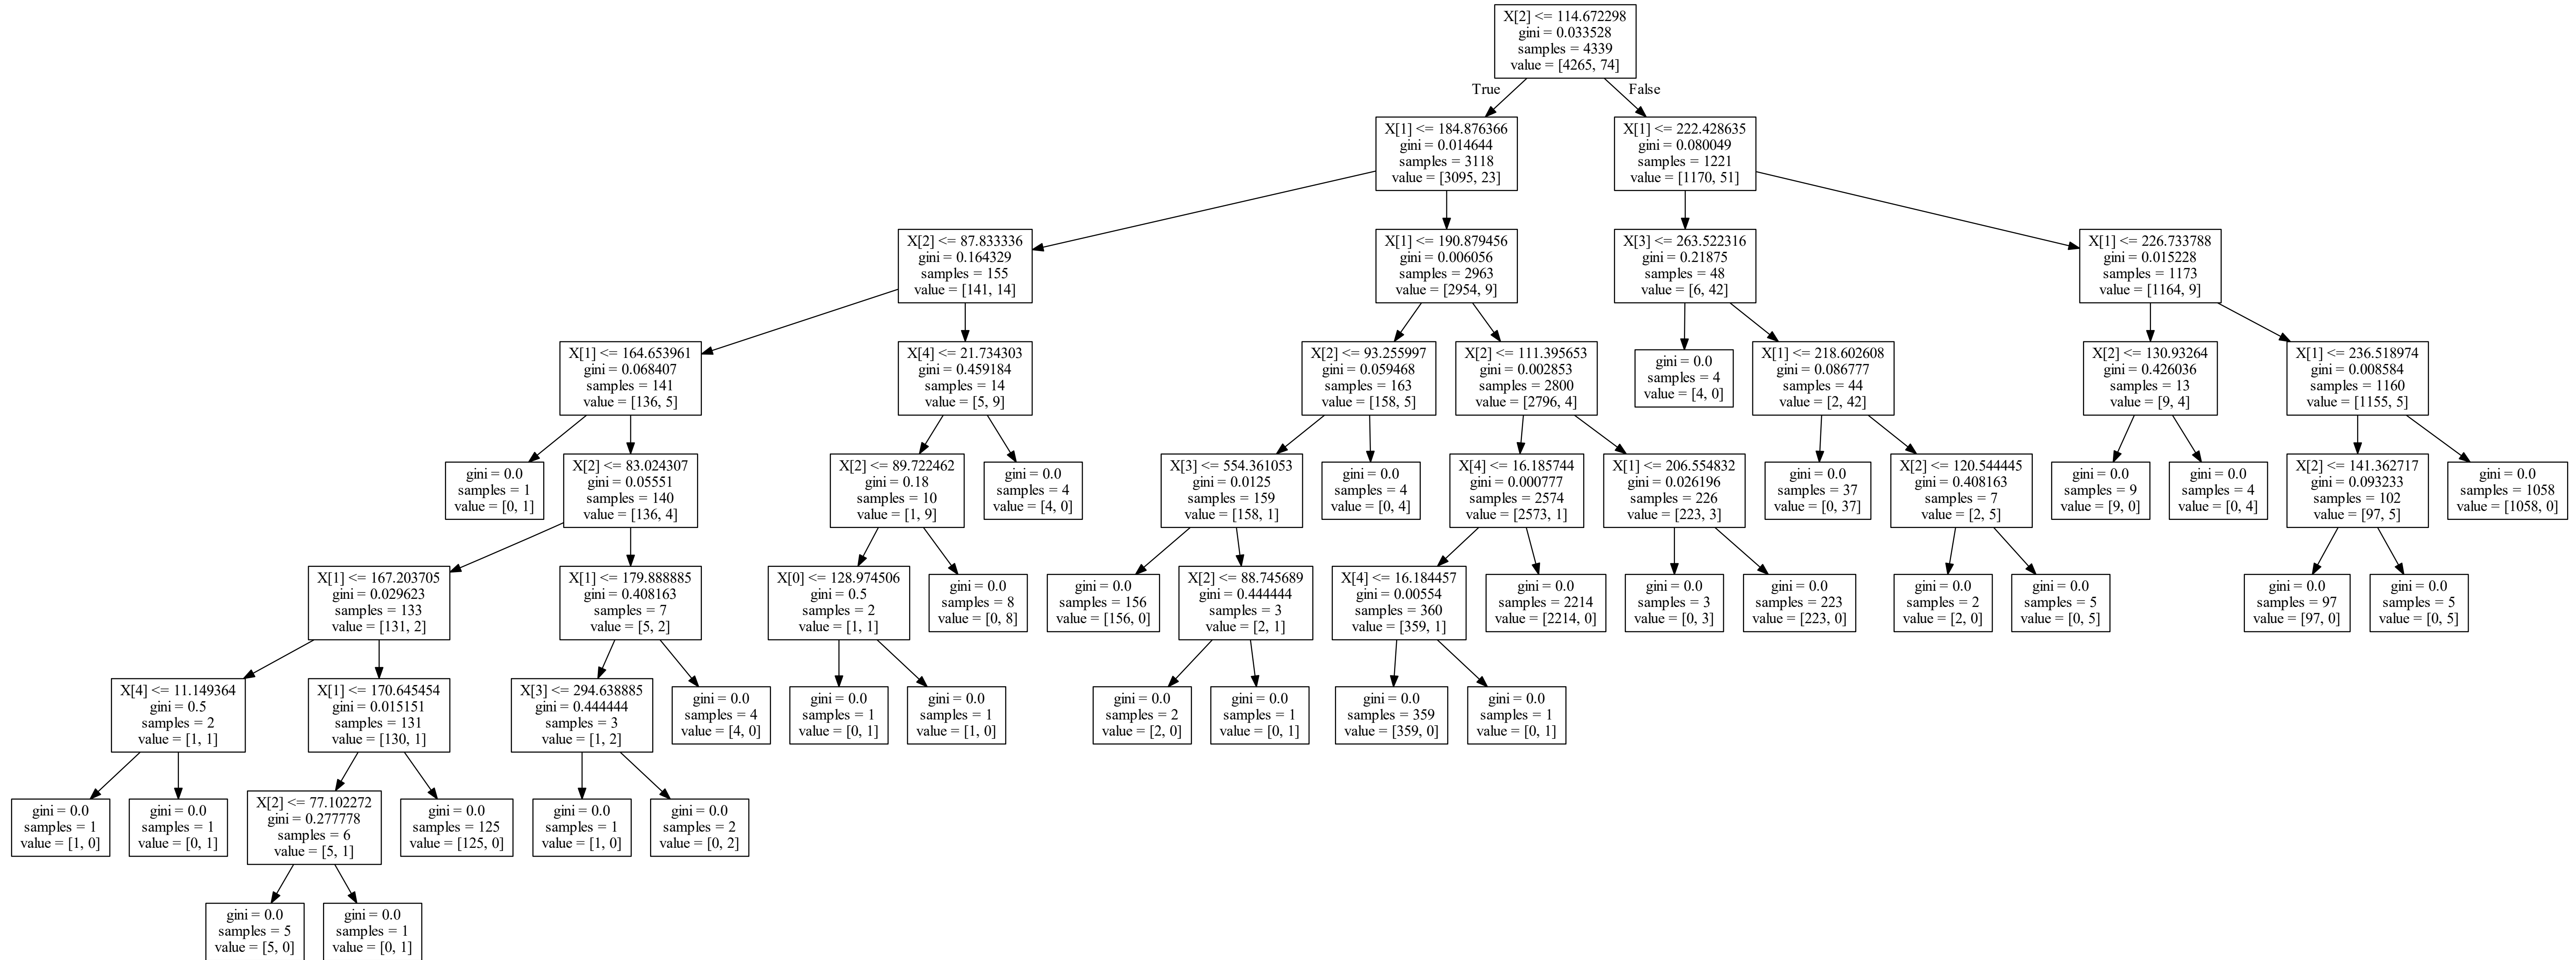 X[2] <= 114.672298
gini = 0.033528
samples = 4339
value = [4265, 74]
True
False
X[1] <= 184.876366
gini = 0.014644
samples = 3118
value = [3095, 23]
X[1] <= 222.428635
gini = 0.080049
samples = 1221
value = [1170, 51]
X[2] <= 87.833336
gini = 0.164329
samples = 155
value = [141, 14]
X[1] <= 190.879456
gini = 0.006056
samples = 2963
value = [2954, 9]
X[3] <= 263.522316
gini = 0.21875
samples = 48
value = [6, 42]
X[1] <= 226.733788
gini = 0.015228
samples = 1173
value = [1164, 9]
X[1] <= 164.653961
gini = 0.068407
samples = 141
value = [136, 5]
X[4] <= 21.734303
gini = 0.459184
samples = 14
value = [5, 9]
X[2] <= 93.255997
gini = 0.059468
samples = 163
value = [158, 5]
X[2] <= 111.395653
gini = 0.002853
samples = 2800
value = [2796, 4]
gini = 0.0
samples = 4
value = [4, 0]
X[1] <= 218.602608
gini = 0.086777
samples = 44
value = [2, 42]
X[2] <= 130.93264
gini = 0.426036
samples = 13
value = [9, 4]
X[1] <= 236.518974
gini = 0.008584
samples = 1160
value = [1155, 5]
gini = 0.0
samples = 1
value = [0, 1]
X[2] <= 83.024307
gini = 0.05551
samples = 140
value = [136, 4]
X[2] <= 89.722462
gini = 0.18
samples = 10
value = [1, 9]
gini = 0.0
samples = 4
value = [4, 0]
X[3] <= 554.361053
gini = 0.0125
samples = 159
value = [158, 1]
gini = 0.0
samples = 4
value = [0, 4]
X[4] <= 16.185744
gini = 0.000777
samples = 2574
value = [2573, 1]
X[1] <= 206.554832
gini = 0.026196
samples = 226
value = [223, 3]
gini = 0.0
samples = 37
value = [0, 37]
X[2] <= 120.544445
gini = 0.408163
samples = 7
value = [2, 5]
gini = 0.0
samples = 9
value = [9, 0]
gini = 0.0
samples = 4
value = [0, 4]
X[2] <= 141.362717
gini = 0.093233
samples = 102
value = [97, 5]
gini = 0.0
samples = 1058
value = [1058, 0]
X[1] <= 167.203705
gini = 0.029623
samples = 133
value = [131, 2]
X[1] <= 179.888885
gini = 0.408163
samples = 7
value = [5, 2]
X[0] <= 128.974506
gini = 0.5
samples = 2
value = [1, 1]
gini = 0.0
samples = 8
value = [0, 8]
gini = 0.0
samples = 156
value = [156, 0]
X[2] <= 88.745689
gini = 0.444444
samples = 3
value = [2, 1]
X[4] <= 16.184457
gini = 0.00554
samples = 360
value = [359, 1]
gini = 0.0
samples = 2214
value = [2214, 0]
gini = 0.0
samples = 3
value = [0, 3]
gini = 0.0
samples = 223
value = [223, 0]
gini = 0.0
samples = 2
value = [2, 0]
gini = 0.0
samples = 5
value = [0, 5]
gini = 0.0
samples = 97
value = [97, 0]
gini = 0.0
samples = 5
value = [0, 5]
X[4] <= 11.149364
gini = 0.5
samples = 2
value = [1, 1]
X[1] <= 170.645454
gini = 0.015151
samples = 131
value = [130, 1]
X[3] <= 294.638885
gini = 0.444444
samples = 3
value = [1, 2]
gini = 0.0
samples = 4
value = [4, 0]
gini = 0.0
samples = 1
value = [0, 1]
gini = 0.0
samples = 1
value = [1, 0]
gini = 0.0
samples = 2
value = [2, 0]
gini = 0.0
samples = 1
value = [0, 1]
gini = 0.0
samples = 359
value = [359, 0]
gini = 0.0
samples = 1
value = [0, 1]
gini = 0.0
samples = 1
value = [1, 0]
gini = 0.0
samples = 1
value = [0, 1]
X[2] <= 77.102272
gini = 0.277778
samples = 6
value = [5, 1]
gini = 0.0
samples = 125
value = [125, 0]
gini = 0.0
samples = 1
value = [1, 0]
gini = 0.0
samples = 2
value = [0, 2]
gini = 0.0
samples = 5
value = [5, 0]
gini = 0.0
samples = 1
value = [0, 1]